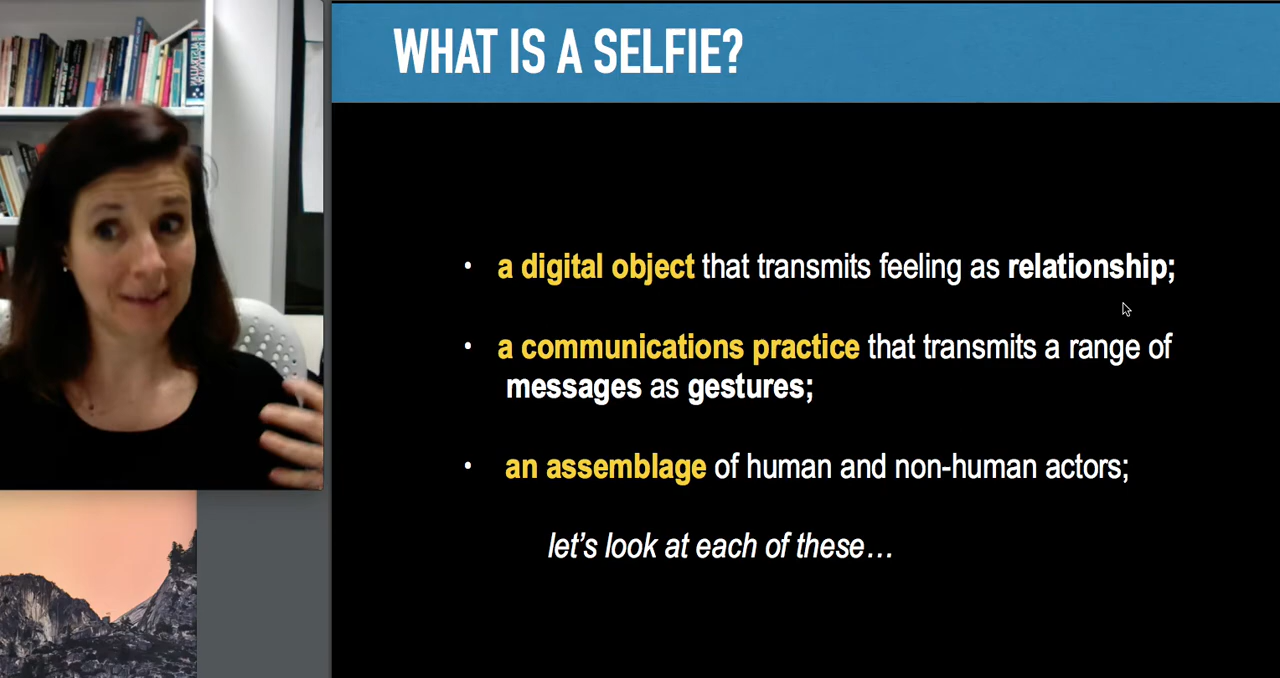 WHAT IS A SELFIE?
• a digital object that transmits feeling as relationship;
• a communications practice that transmits a range of
messages as gestures;
• an assemblage of human and non-human actors;
let's look at each of these…